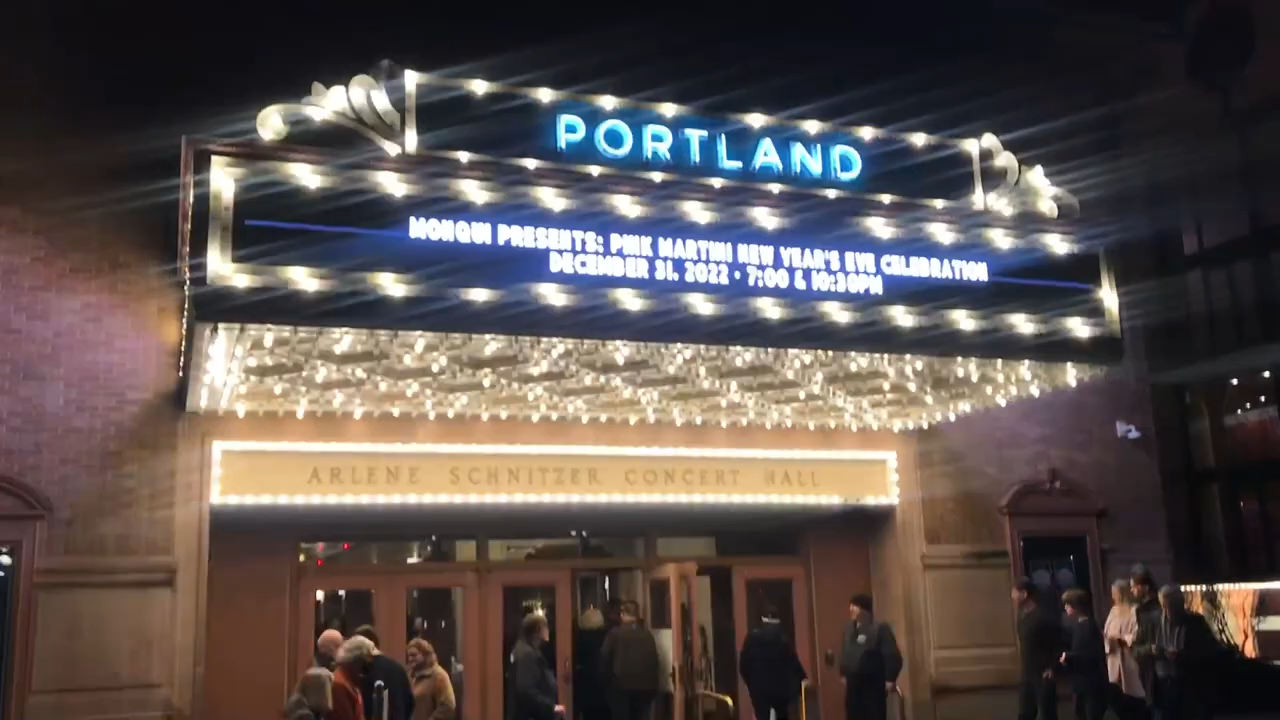 PORTLAND
MONQUI PRESENTS: PINK MARTINI NEW YEAR'S EVE CELEBRATION
DECEMBER 31, 2022 • 7:00 & 10:30PM
ARLENE SCHNITZER CONCERT HALL